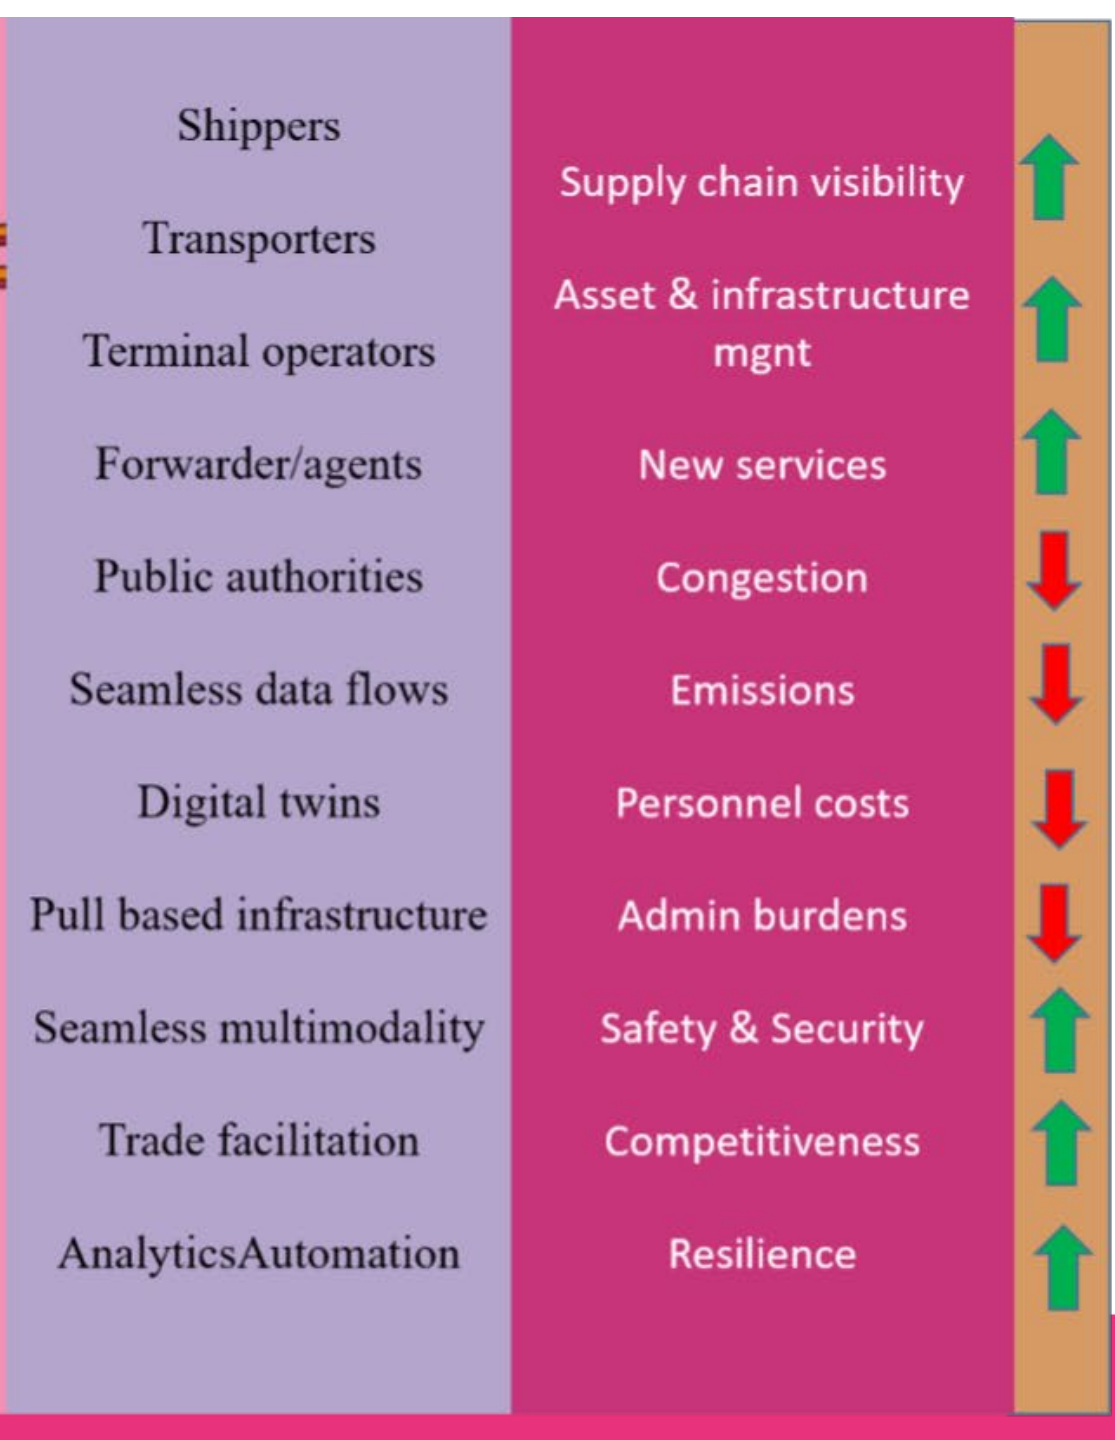 Shippers
Transporters
Terminal operators
Forwarder/agents
Public authorities
Seamless data flows
Digital twins
Pull based infrastructure
Seamless multimodality
Trade facilitation
AnalyticsAutomation
Supply chain visibility
Asset & infrastructure
mgnt
New services
Congestion
Emissions
Personnel costs
Admin burdens
Safety & Security
Competitiveness
Resilience